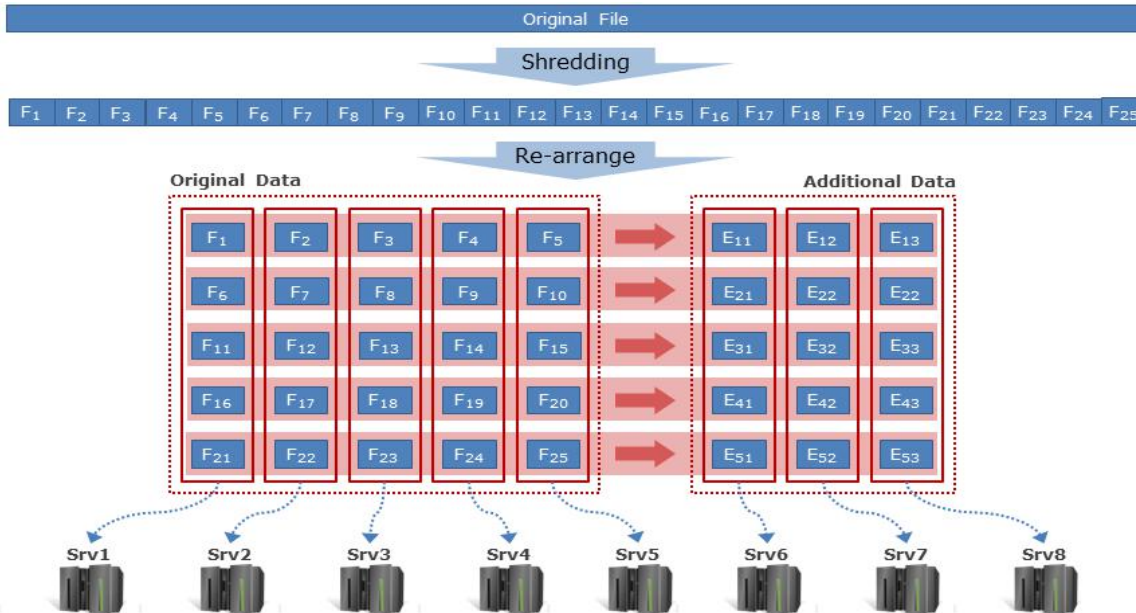 Original File
Shredding
F1 F2 F3 F4 F5 F6 F7 F8 F9 F10 F11 F12 F13 F14 F15 F16 F17 F18 F19 F20 F21 F22 F23 F24 F25
Re-arrange
Original Data Additional Data
F1 F2 F3 F4 F5 E11 E12 E13
F6 F7 F8 F9 F10 E21 E22 E22
F11 F12 F13 F14 F15 E31 E32 E33
F16 F17 F18 F19 F20 E41 E42 E43
F21 F22 F23 F24 F25 E51 E52 E53
Srv1 Srv2 Srv3 Srv4 Srv5 Srv6 Srv7 Srv8